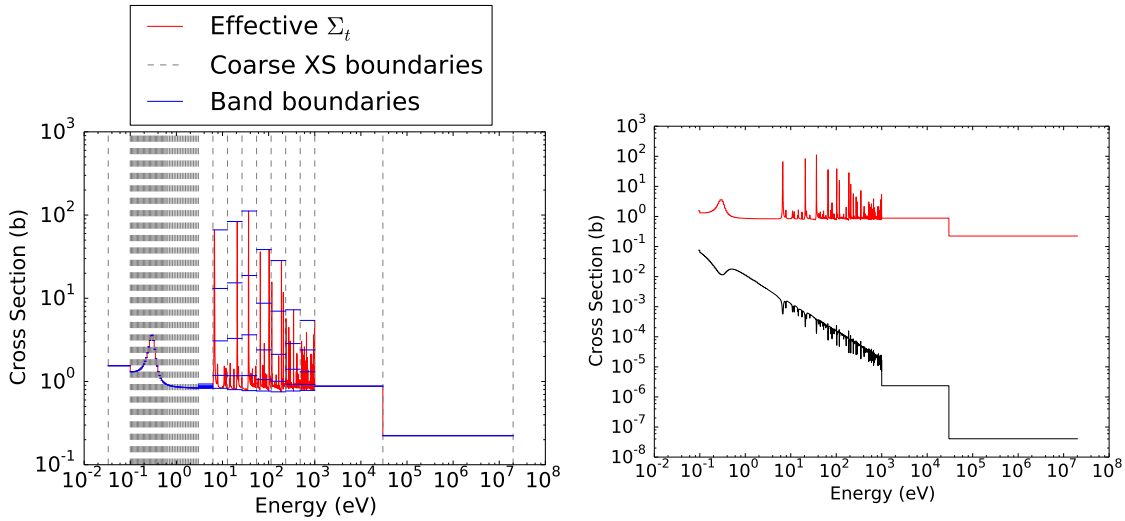 Effective Σ_t
Coarse XS boundaries
Band boundaries
10^3
10^2
10^1
10^0
10^-1
Cross Section (b)
10^-2 10^-1 10^0 10^1 10^2 10^3 10^4 10^5 10^6 10^7 10^8
Energy (eV)
10^3
10^2
10^1
10^0
10^-1
10^-2
10^-3
10^-4
10^-5
10^-6
10^-7
10^-8
Cross Section (b)
10^-2 10^-1 10^0 10^1 10^2 10^3 10^4 10^5 10^6 10^7 10^8
Energy (eV)